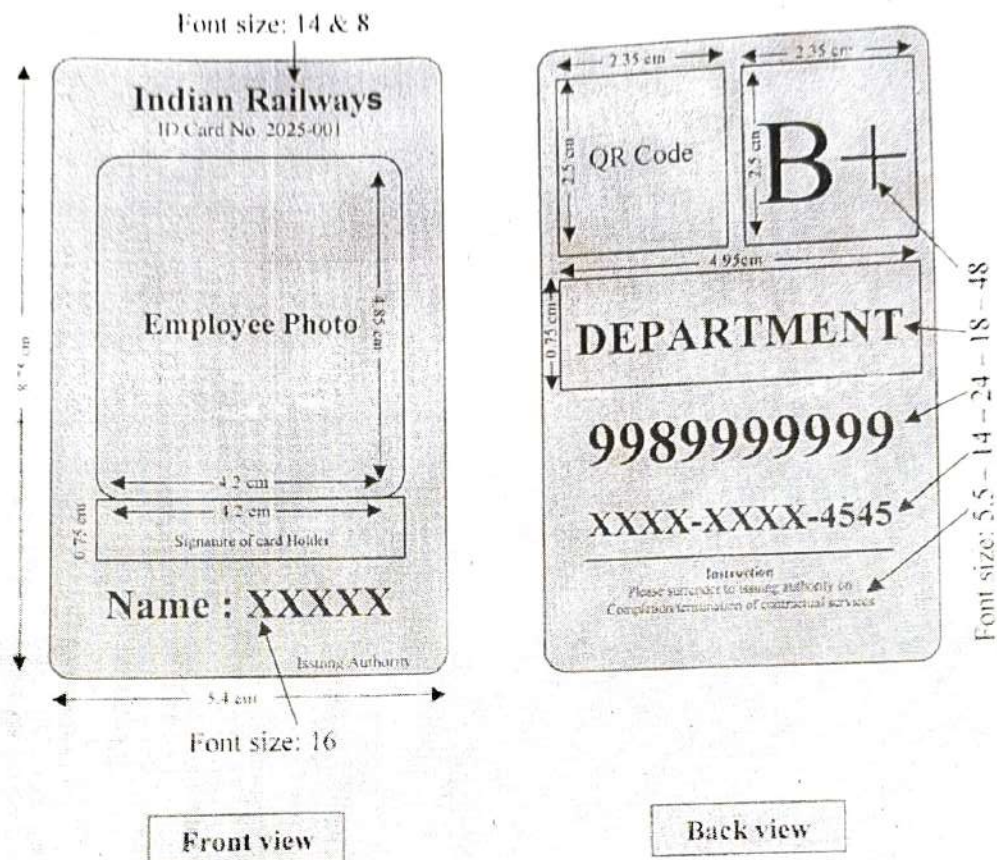 Font size: 14 & 8
Indian Railways
ID Card No 2025-001
Employee Photo
4.85 cm
4.2 cm
4.2 cm
0.75 cm
Signature of card Holder
Name : XXXXX
Issuing Authority
5.4 cm
Font size: 16
Front view
2.35 cm
2.35 cm
2.5 cm
QR Code
2.5 cm
B+
4.95cm
0.75 cm
DEPARTMENT
9989999999
XXXX-XXXX-4545
Instruction
Please surrender to issuing authority on
Completion/termination of contractual services
Font size: 5.5 – 14 – 24 – 18 – 48
Back view